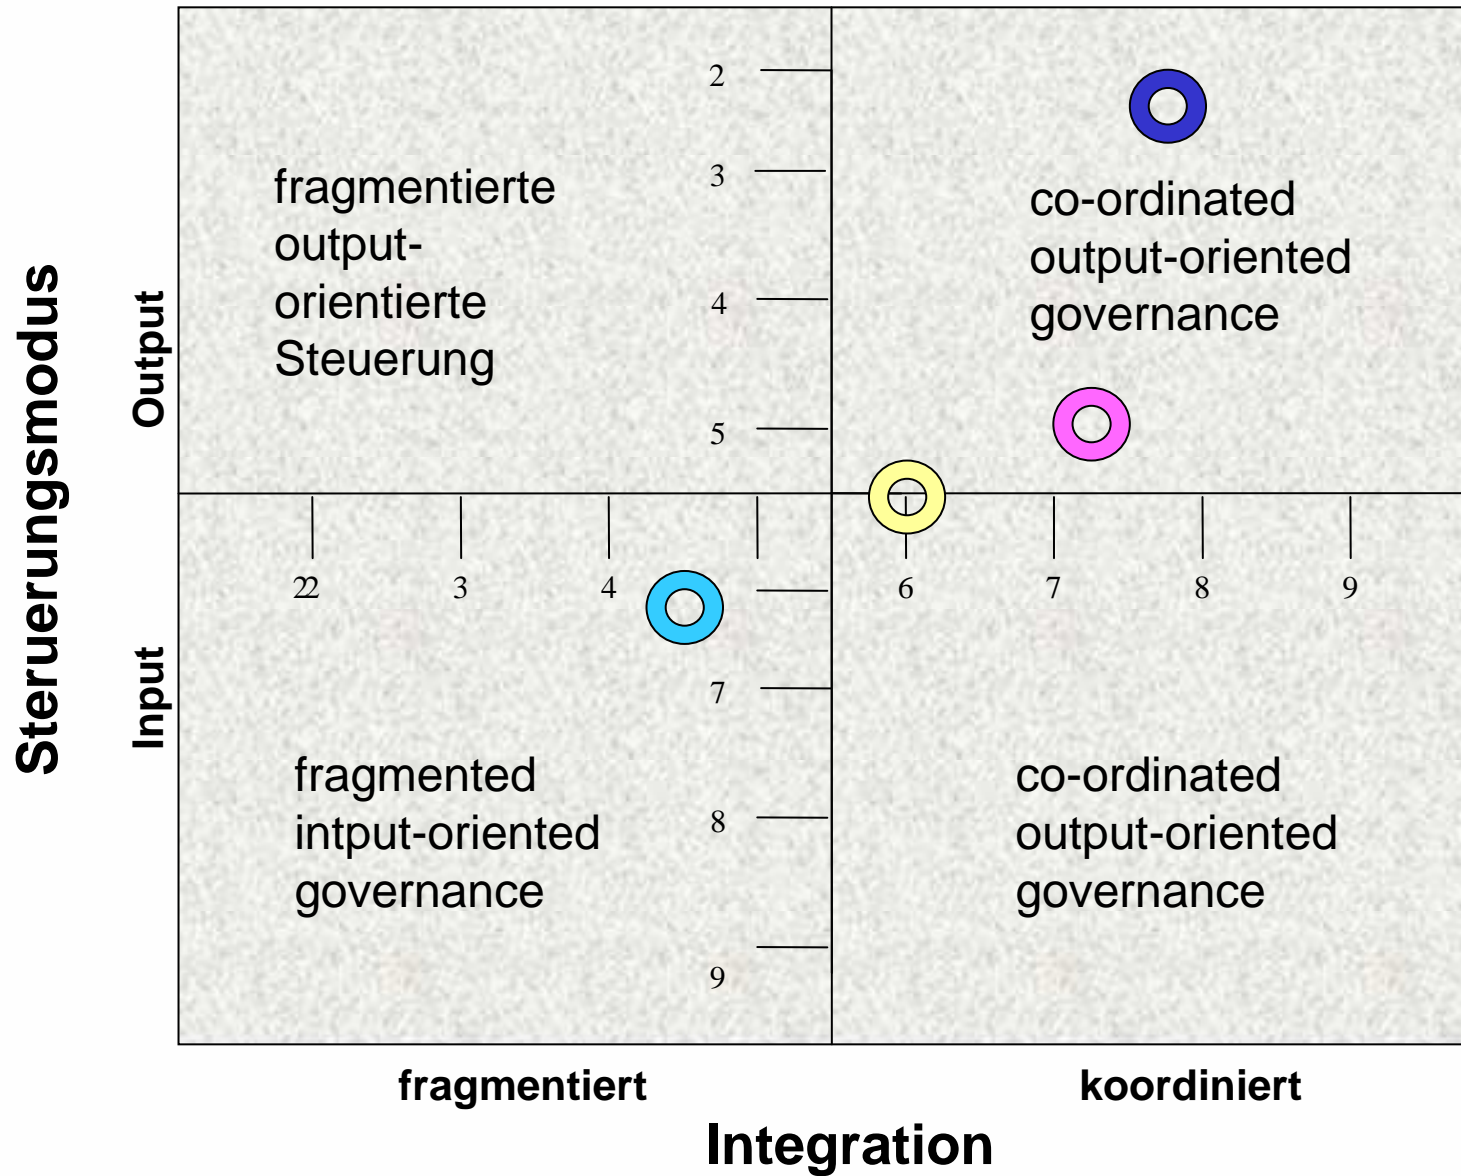 Steruerungsmodus
Output
Input
fragmentierte
output-
orientierte
Steuerung
2
3
4
5
co-ordinated
output-oriented
governance
22
3
4
6
7
8
9
7
8
9
fragmented
intput-oriented
governance
co-ordinated
output-oriented
governance
fragmentiert
koordiniert
Integration